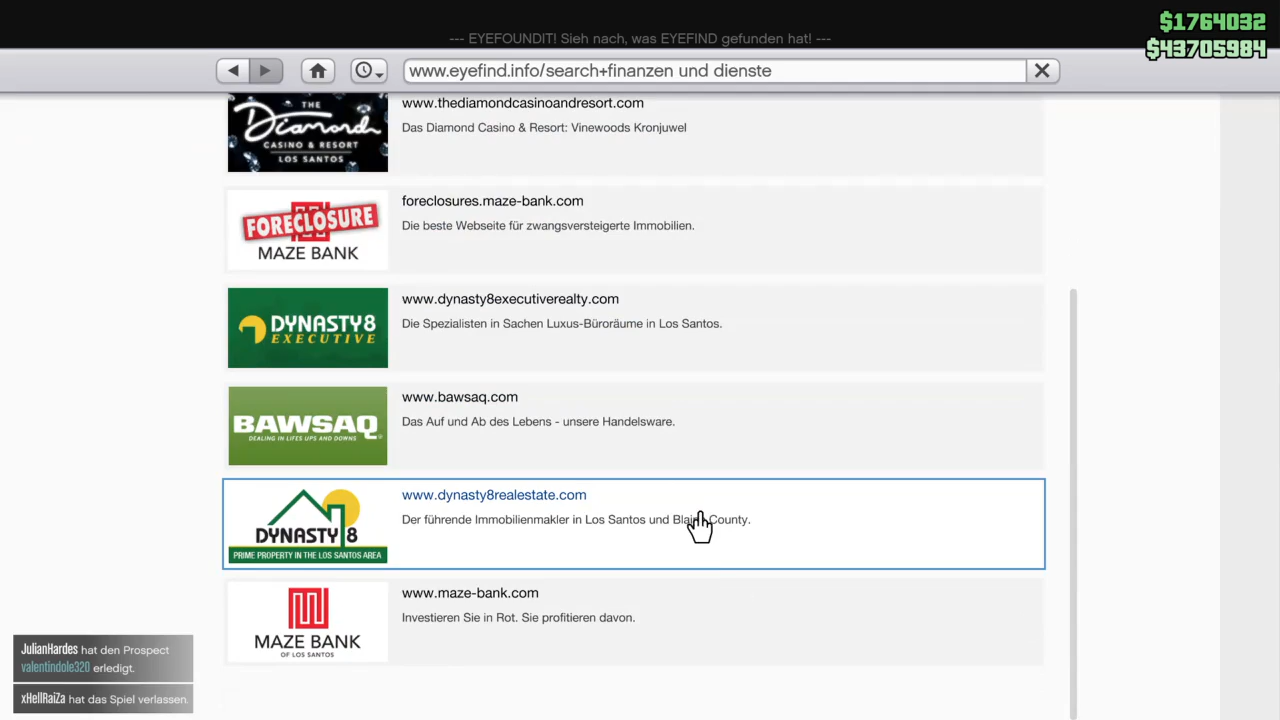 $1764032
$43705984
--- EYEFOUNDIT! Sieh nach, was EYEFIND gefunden hat! ---
www.eyefind.info/search+finanzen und dienste
THE
Diamond
CASINO & RESORT
LOS SANTOS
www.thediamondcasinoandresort.com
Das Diamond Casino & Resort: Vinewoods Kronjuwel
FORECLOSURE
MAZE BANK
foreclosures.maze-bank.com
Die beste Webseite für zwangsversteigerte Immobilien.
DYNASTY8
EXECUTIVE
www.dynasty8executiverealty.com
Die Spezialisten in Sachen Luxus-Büroräume in Los Santos.
BAWSAQ
DEALING IN LIFES UPS AND DOWNS
www.bawsaq.com
Das Auf und Ab des Lebens - unsere Handelsware.
DYNASTY 8
PRIME PROPERTY IN THE LOS SANTOS AREA
www.dynasty8realestate.com
Der führende Immobilienmakler in Los Santos und Blaine County.
MAZE BANK
OF LOS SANTOS
www.maze-bank.com
Investieren Sie in Rot. Sie profitieren davon.
JulianHardes hat den Prospect
valentindole320 erledigt.
xHellRaiZa hat das Spiel verlassen.